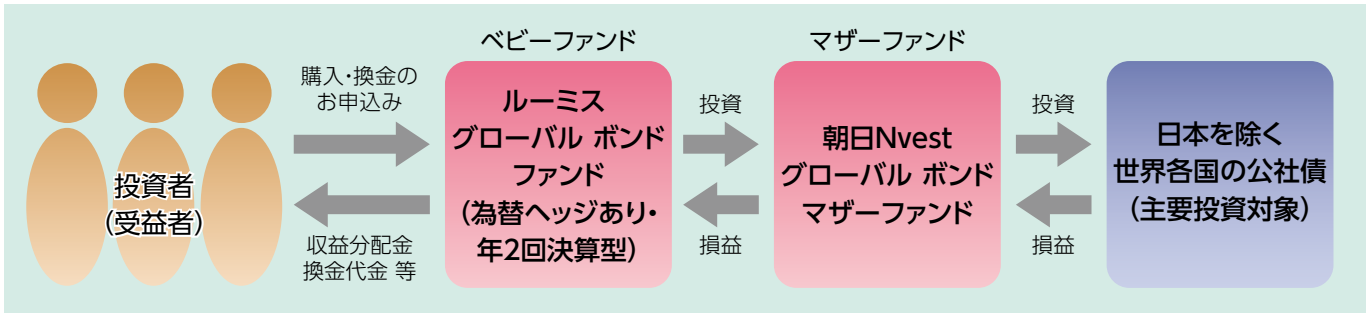 投資者
(受益者)
購入・換金の
お申込み
収益分配金
換金代金 等
ベビーファンド
ルーミス
グローバル ボンド
ファンド
(為替ヘッジあり・
年2回決算型)
投資
損益
マザーファンド
朝日Nvest
グローバル ボンド
マザーファンド
投資
損益
日本を除く
世界各国の公社債
(主要投資対象)